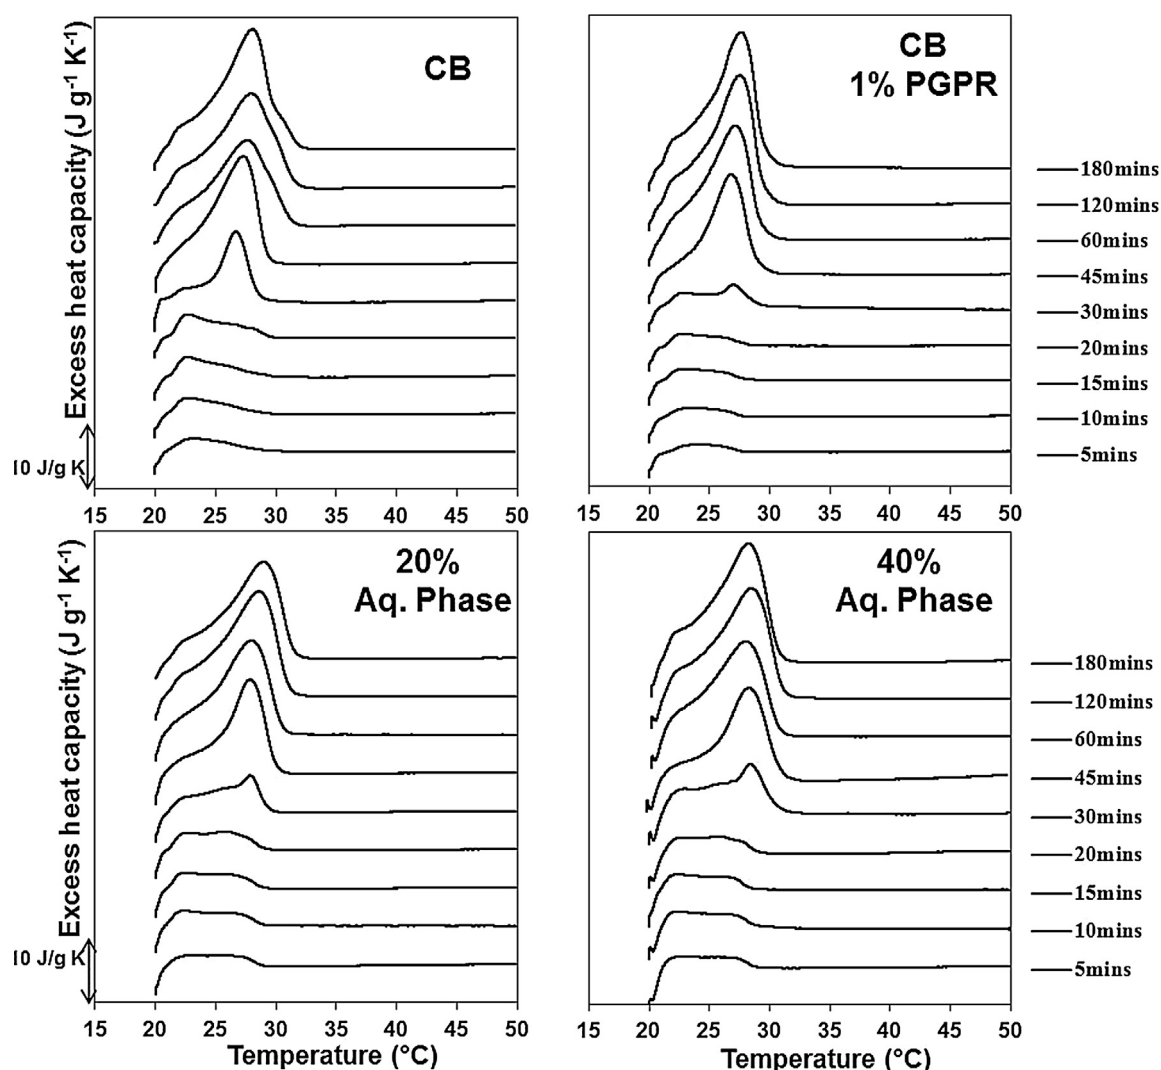 CB
Excess heat capacity (J g⁻¹ K⁻¹)
I0 J/g K
15 20 25 30 35 40 45 50
CB
1% PGPR
15 20 25 30 35 40 45 50
180mins
120mins
60mins
45mins
30mins
20mins
15mins
10mins
5mins
20%
Aq. Phase
Excess heat capacity (J g⁻¹ K⁻¹)
I0 J/g K
15 20 25 30 35 40 45 50
Temperature (°C)
40%
Aq. Phase
15 20 25 30 35 40 45 50
Temperature (°C)
180mins
120mins
60mins
45mins
30mins
20mins
15mins
10mins
5mins